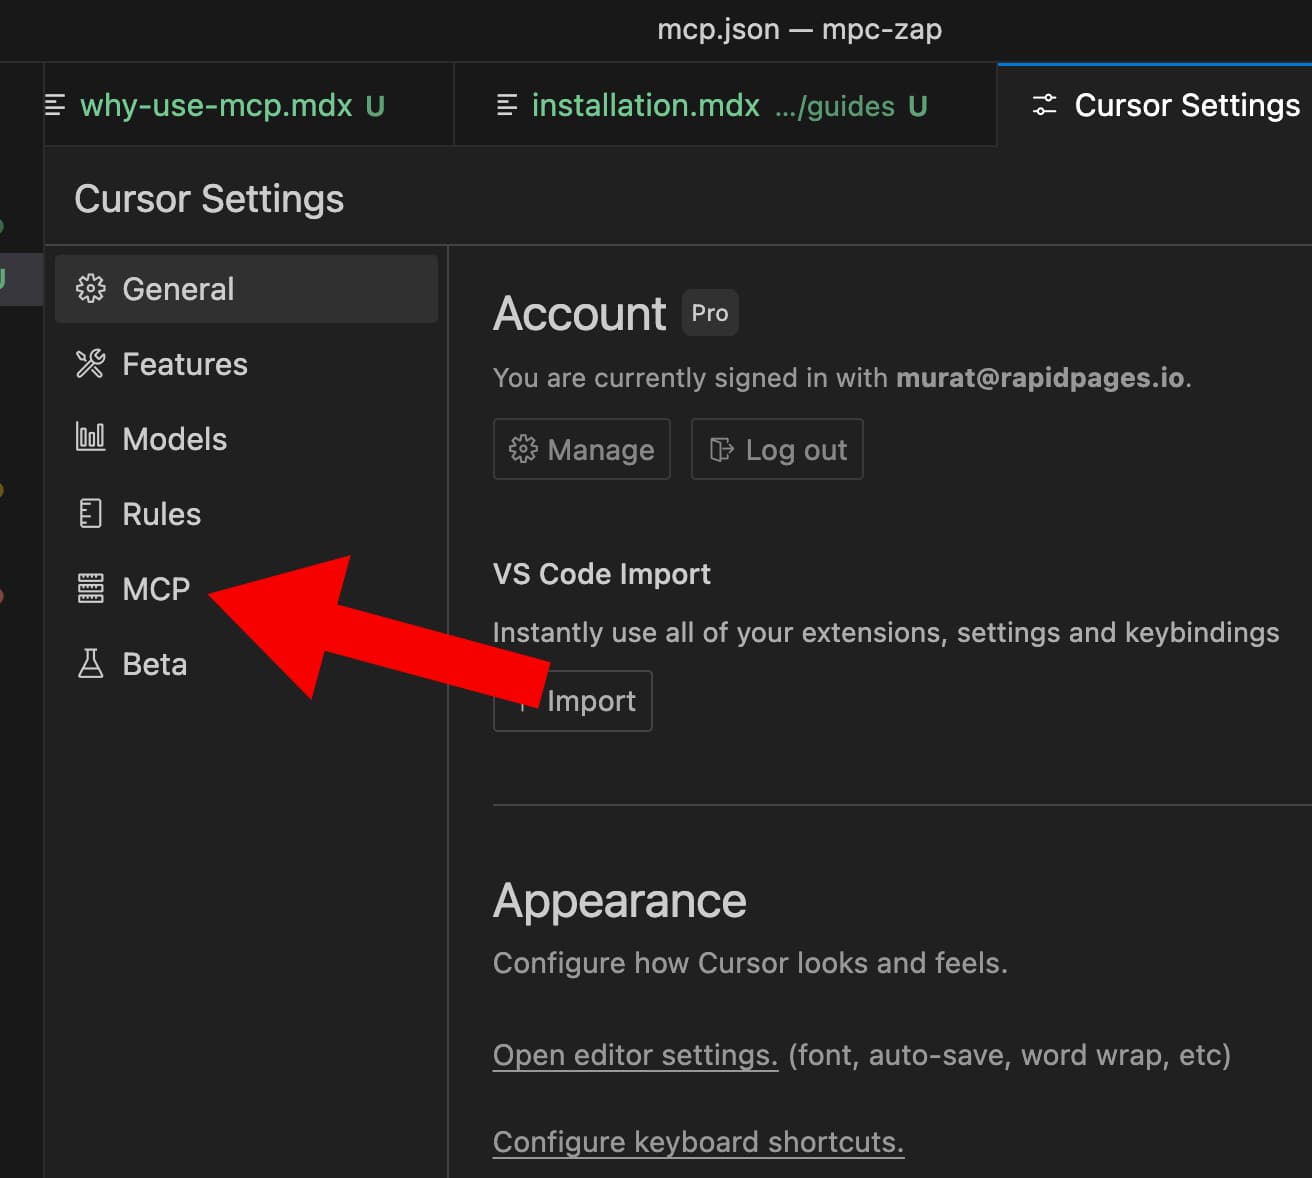 mcp.json — mpc-zap
why-use-mcp.mdx U
installation.mdx .../guides U
Cursor Settings
Cursor Settings
General
Features
Models
Rules
MCP
Beta
Account Pro
You are currently signed in with murat@rapidpages.io.
Manage
Log out
VS Code Import
Instantly use all of your extensions, settings and keybindings
Import
Appearance
Configure how Cursor looks and feels.
Open editor settings. (font, auto-save, word wrap, etc)
Configure keyboard shortcuts.